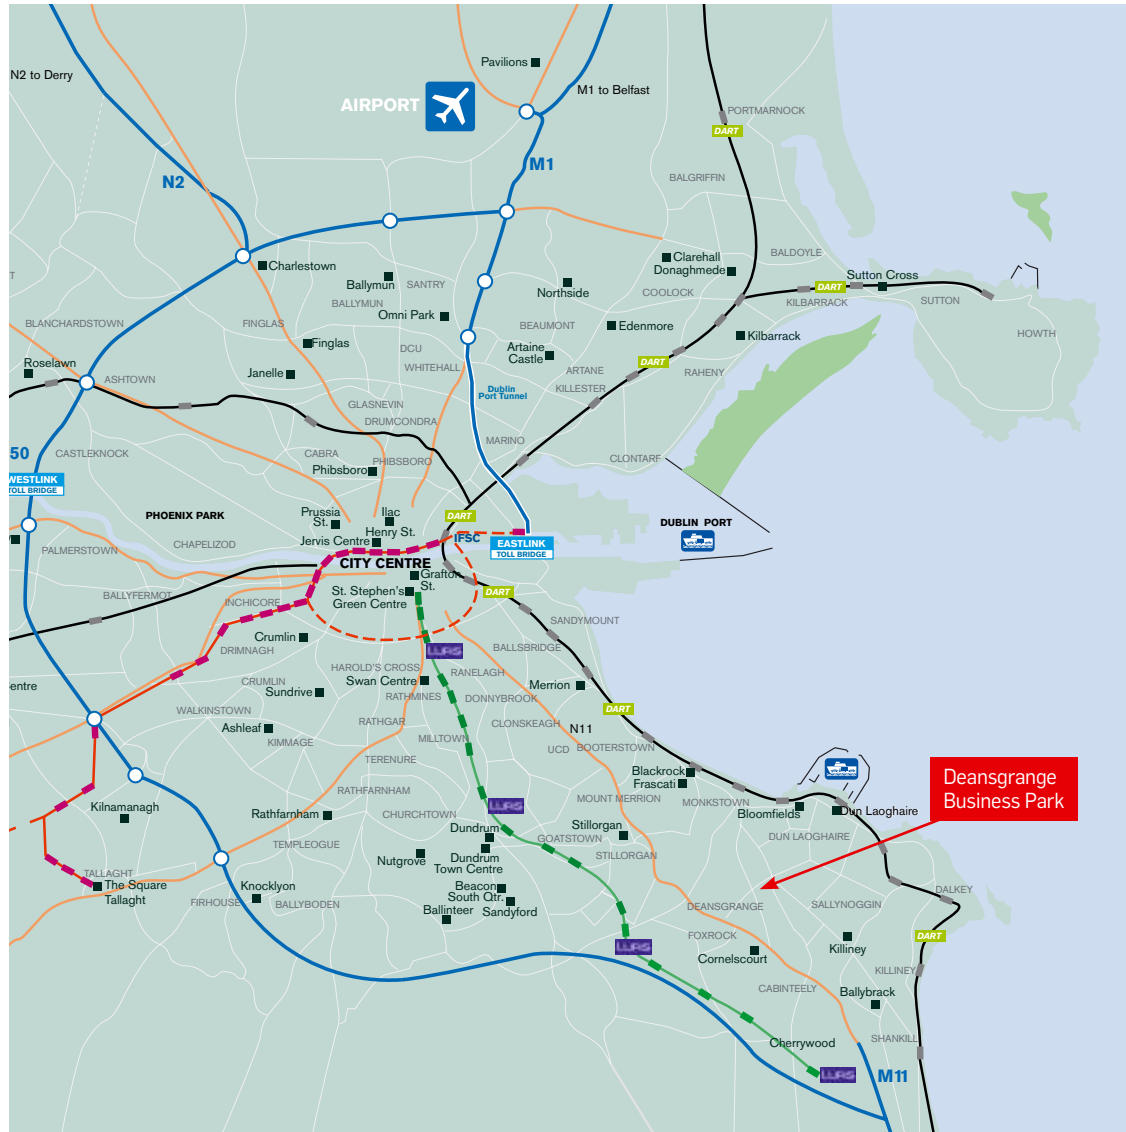 Pavilions
N2 to Derry
M1 to Belfast
AIRPORT
PORTMARNOCK
DART
M1
N2
BALGRIFFIN
BALDOYLE
Clarehall
Donaghmede
Charlestown
T
Sutton Cross
Ballymun
SANTRY
DART
Northside
COOLOCK
KILBARRACK
SUTTON
BALLYMUN
Omni Park
BLANCHARDSTOWN
FINGLAS
BEAUMONT
Edenmore
HOWTH
Kilbarrack
Finglas
DCU
Artaine
Castle
Roselawn
DART
WHITEHALL
ARTANE
RAHENY
Janelle
ASHTOWN
KILLESTER
Dublin
Port Tunnel
GLASNEVIN
DRUMCONDRA
MARINO
50
CASTLEKNOCK
CABRA
PHIBSBORO
CLONTARF
Phibsboro
WESTLINK
TOLL BRIDGE
PHOENIX PARK
Prussia
St.
Ilac
Henry St.
DART
DUBLIN PORT
Jervis Centre
IFSC
EASTLINK
TOLL BRIDGE
PALMERSTOWN
CHAPELIZOD
CITY CENTRE
Grafton
St.
BALLYFERMOT
St. Stephen's
Green Centre
DART
INCHICORE
SANDYMOUNT
Crumlin
DRIMNAGH
LUAS
BALLSBRIDGE
HAROLD'S CROSS
RANELAGH
entre
CRUMLIN
Swan Centre
Merrion
Sundrive
RATHMINES
DONNYBROOK
WALKINSTOWN
DART
RATHGAR
CLONSKEAGH
N11
Ashleaf
KIMMAGE
MILLTOWN
UCD
BOOTERSTOWN
TERENURE
Blackrock
Frascati
Deansgrange
Business Park
RATHFARNHAM
MOUNT MERRION
MONKSTOWN
Kilnamanagh
LUAS
Rathfarnham
CHURCHTOWN
Bloomfields
Dun Laoghaire
Dundrum
Stillorgan
DUN LAOGHAIRE
TEMPLEOGUE
GOATSTOWN
Nutgrove
Dundrum
Town Centre
STILLORGAN
TALLAGHT
The Square
Tallaght
Knocklyon
Beacon
South Qtr.
DALKEY
FIRHOUSE
BALLYBODEN
Ballinteer
Sandyford
DEANSGRANGE
SALLYNOGGIN
FOXROCK
DART
LUAS
Cornelscourt
Killiney
KILLINEY
CABINTEELY
Ballybrack
Cherrywood
SHANKILL
LUAS
M11